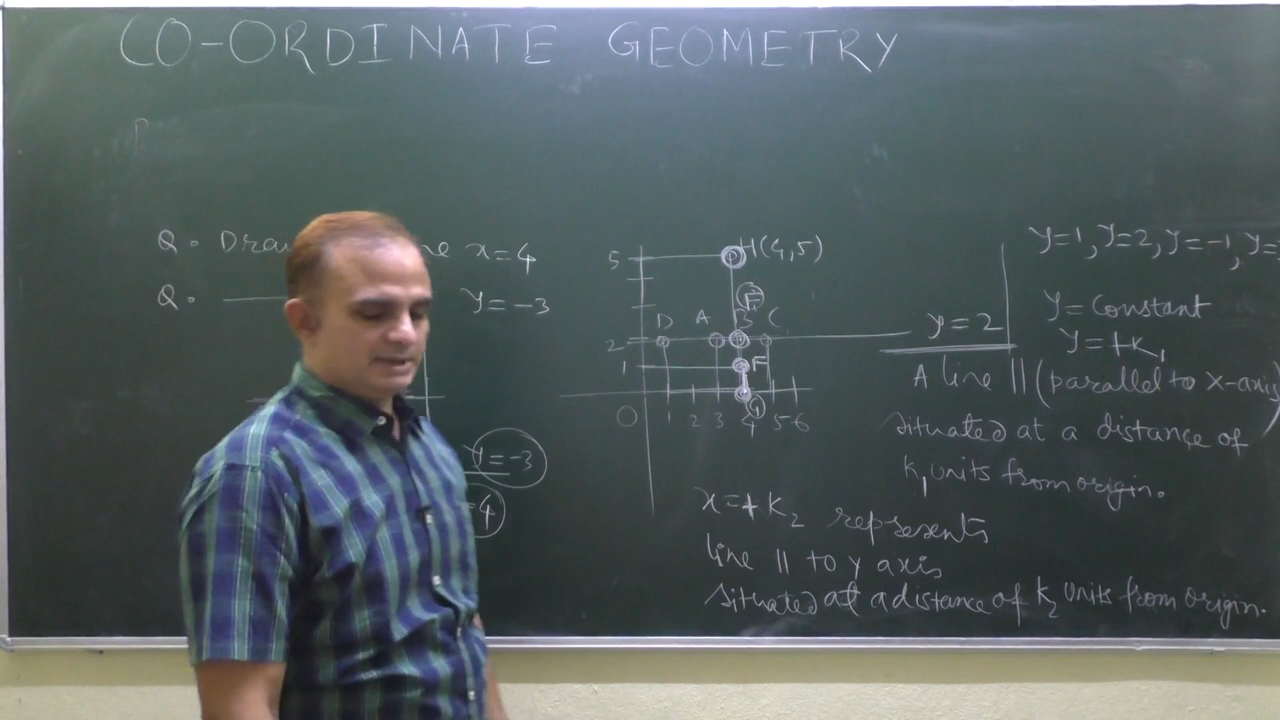 CO-ORDINATE GEOMETRY
Q. Draw x=4
Q. y=-3
y=-3
=4
5 H(4,5)
E
D A B C
2 y=2
1 F
O 1 2 3 4 5 6
G
y=1, y=2, y=-1, y=
y= Constant
y=+K1
A line || (parallel to x-axis)
situated at a distance of
K1 units from origin.
x=+K2 represents
line || to y axis
situated at a distance of K2 units from origin.